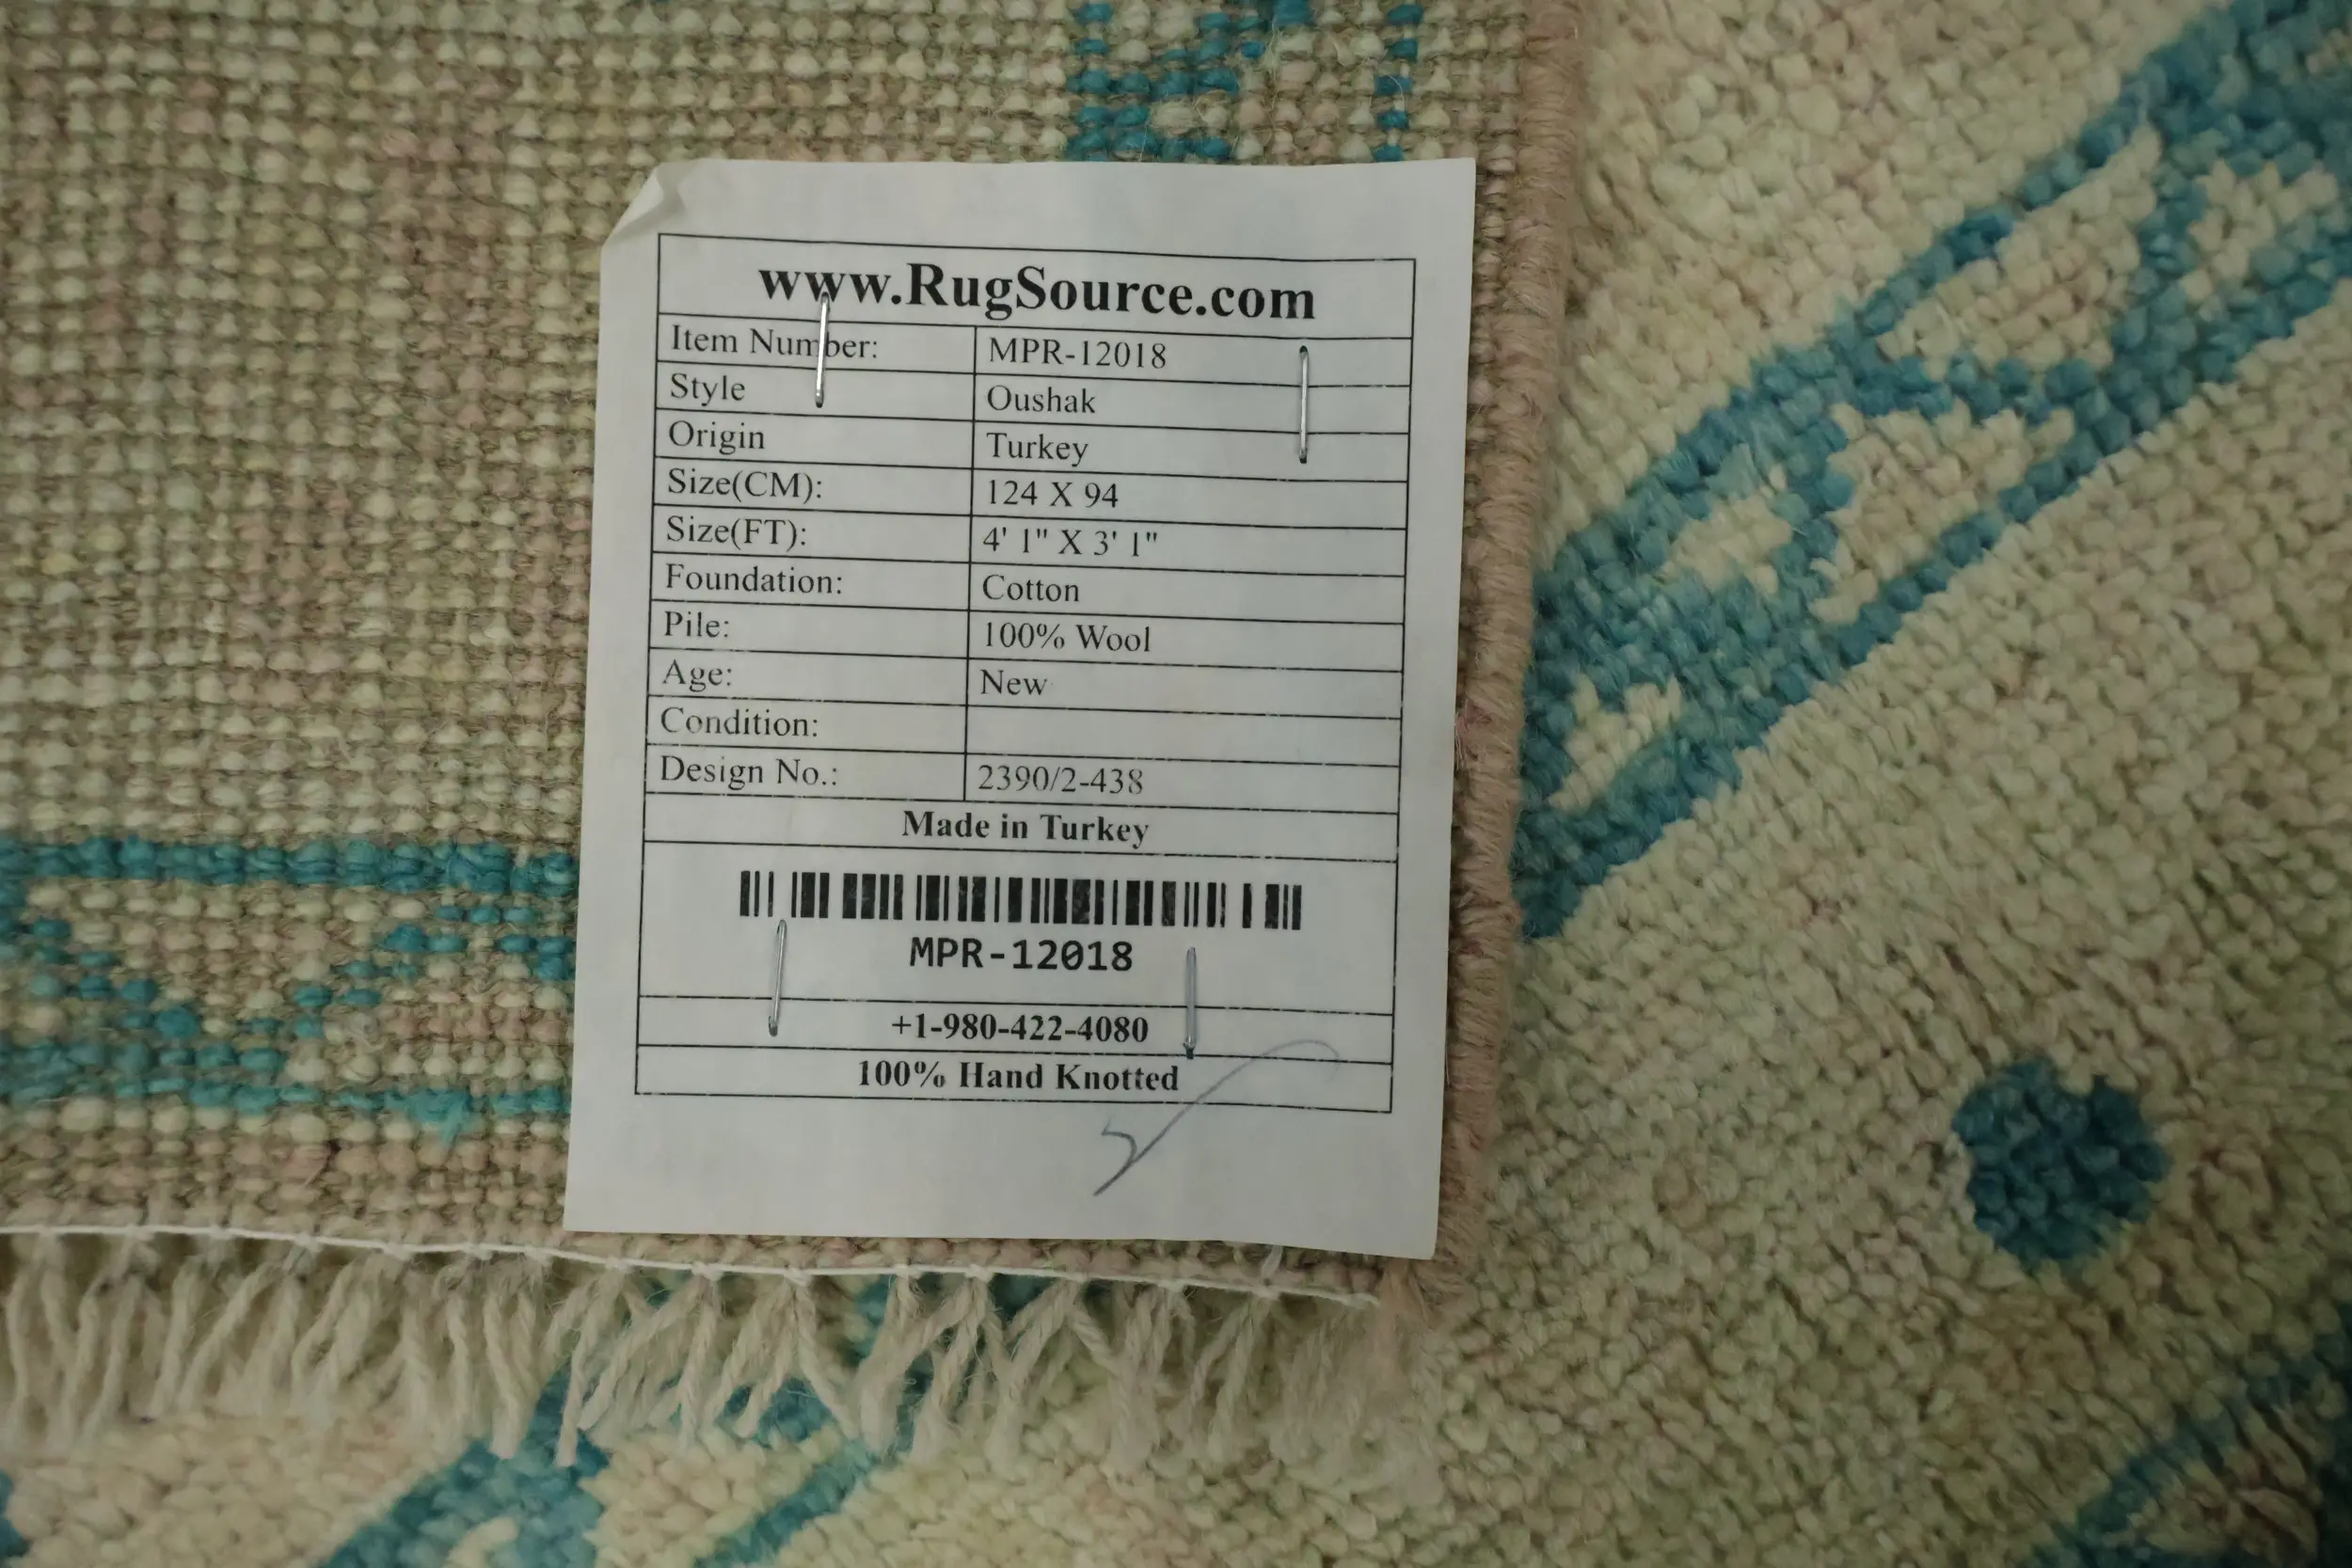 www.RugSource.com
Item Number: MPR-12018
Style Oushak
Origin Turkey
Size(CM): 124 X 94
Size(FT): 4' 1" X 3' 1"
Foundation: Cotton
Pile: 100% Wool
Age: New
Condition:
Design No.: 2390/2-438
Made in Turkey
MPR-12018
+1-980-422-4080
100% Hand Knotted